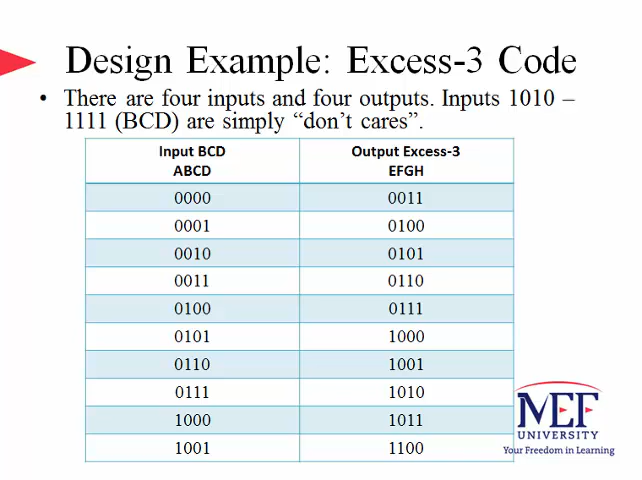 Design Example: Excess-3 Code
• There are four inputs and four outputs. Inputs 1010 –
1111 (BCD) are simply “don’t cares”.
Input BCD Output Excess-3
ABCD EFGH
0000 0011
0001 0100
0010 0101
0011 0110
0100 0111
0101 1000
0110 1001
0111 1010
1000 1011
1001 1100
MEF
UNIVERSITY
Your Freedom in Learning